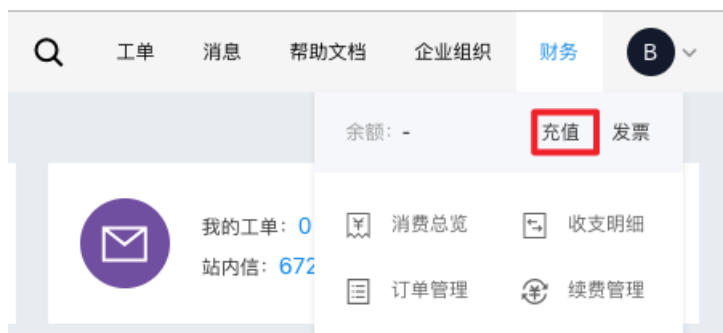 工单 消息 帮助文档 企业组织 财务 B
余额: - 充值 发票
我的工单: 0
站内信: 672
消费总览 收支明细
订单管理 续费管理